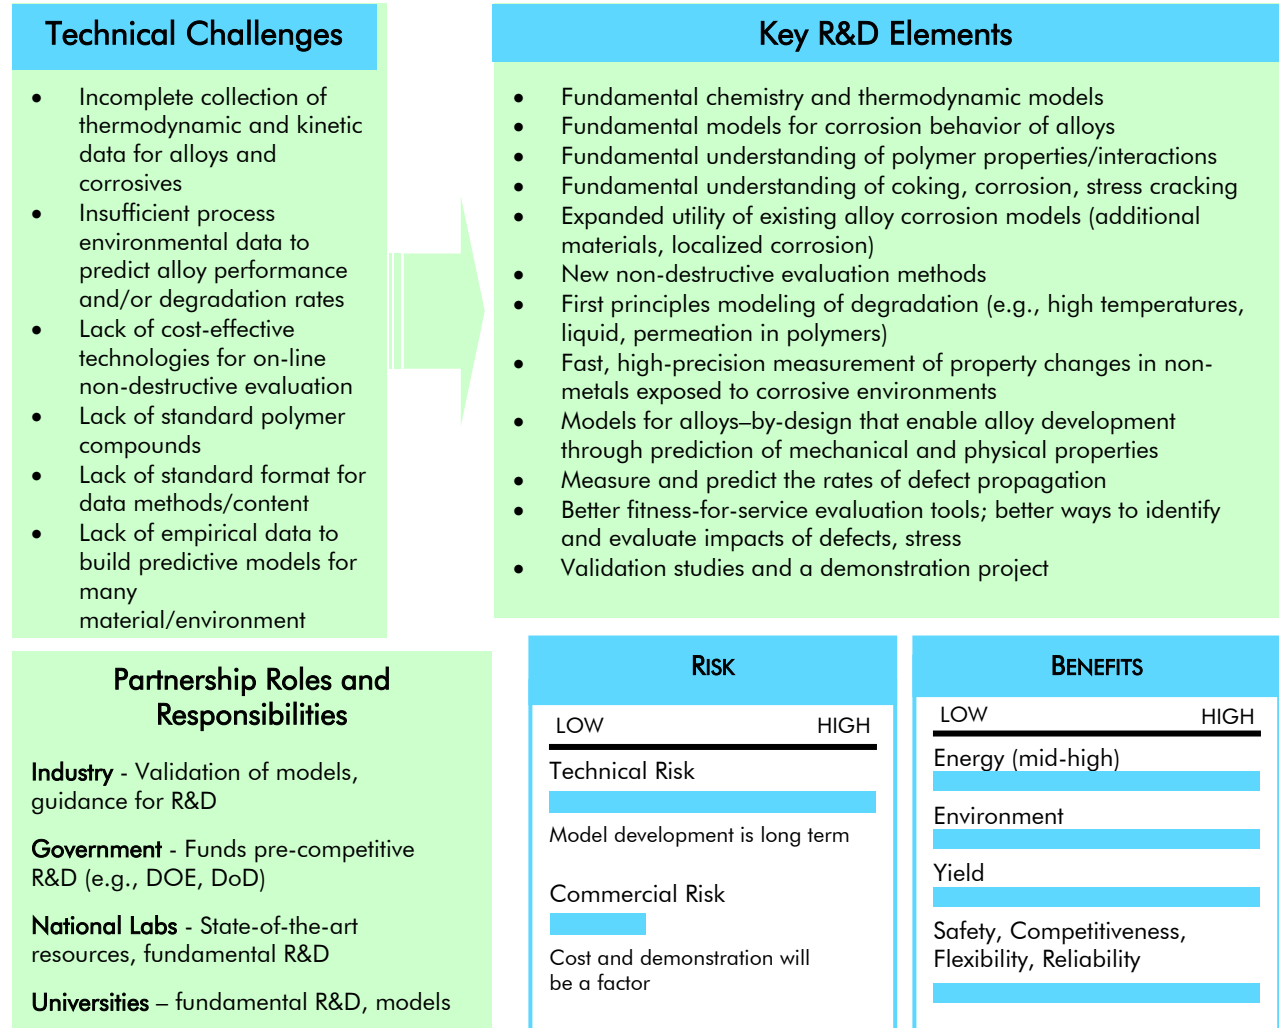 Technical Challenges
• Incomplete collection of
thermodynamic and kinetic
data for alloys and
corrosives
• Insufficient process
environmental data to
predict alloy performance
and/or degradation rates
• Lack of cost-effective
technologies for on-line
non-destructive evaluation
• Lack of standard polymer
compounds
• Lack of standard format for
data methods/content
• Lack of empirical data to
build predictive models for
many
material/environment
Key R&D Elements
• Fundamental chemistry and thermodynamic models
• Fundamental models for corrosion behavior of alloys
• Fundamental understanding of polymer properties/interactions
• Fundamental understanding of coking, corrosion, stress cracking
• Expanded utility of existing alloy corrosion models (additional
materials, localized corrosion)
• New non-destructive evaluation methods
• First principles modeling of degradation (e.g., high temperatures,
liquid, permeation in polymers)
• Fast, high-precision measurement of property changes in non-
metals exposed to corrosive environments
• Models for alloys–by-design that enable alloy development
through prediction of mechanical and physical properties
• Measure and predict the rates of defect propagation
• Better fitness-for-service evaluation tools; better ways to identify
and evaluate impacts of defects, stress
• Validation studies and a demonstration project
Partnership Roles and
Responsibilities
Industry - Validation of models,
guidance for R&D
Government - Funds pre-competitive
R&D (e.g., DOE, DoD)
National Labs - State-of-the-art
resources, fundamental R&D
Universities – fundamental R&D, models
RISK
LOW HIGH
Technical Risk
Model development is long term
Commercial Risk
Cost and demonstration will
be a factor
BENEFITS
LOW HIGH
Energy (mid-high)
Environment
Yield
Safety, Competitiveness,
Flexibility, Reliability